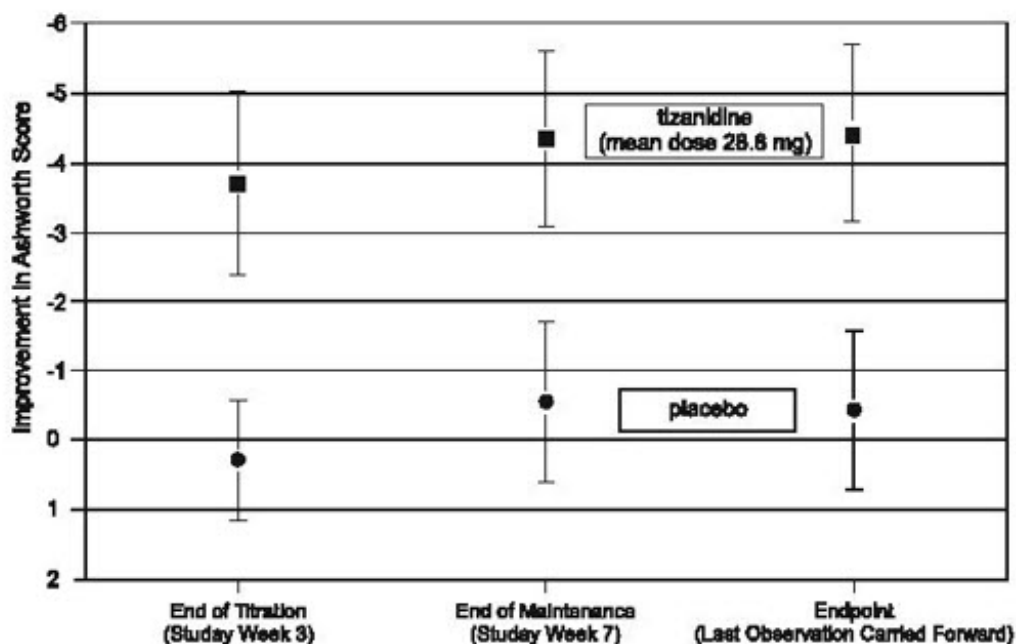 Improvement in Ashworth Score
-6
-5
-4
-3
-2
-1
0
1
2
tizanidine
(mean dose 28.8 mg)
placebo
End of Titration
(Studay Week 3)
End of Maintenance
(Studay Week 7)
Endpoint
(Last Observation Carried Forward)